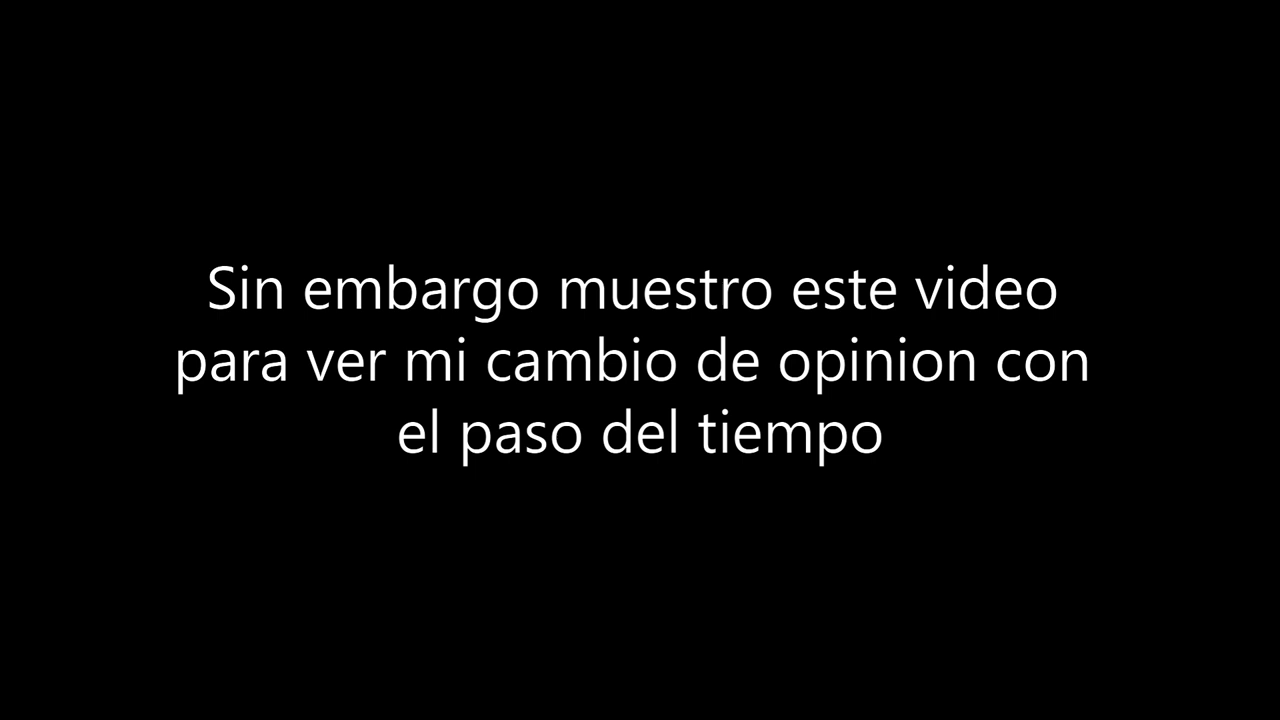 Sin embargo muestro este video
para ver mi cambio de opinion con
el paso del tiempo